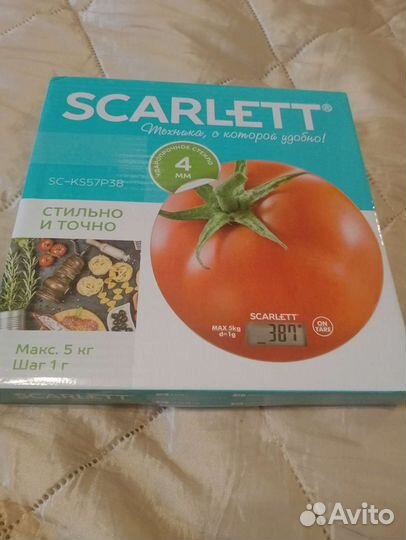 SCARLETT®
Техника, с которой удобно!
УДАРОПРОЧНОЕ СТЕКЛО
4
ММ
SC-KS57P38
СТИЛЬНО
И ТОЧНО
SCARLETT
MAX 5kg
d=1g
387
ON
TARE
Макс. 5 кг
Шаг 1 г
SCARLETT
Avito